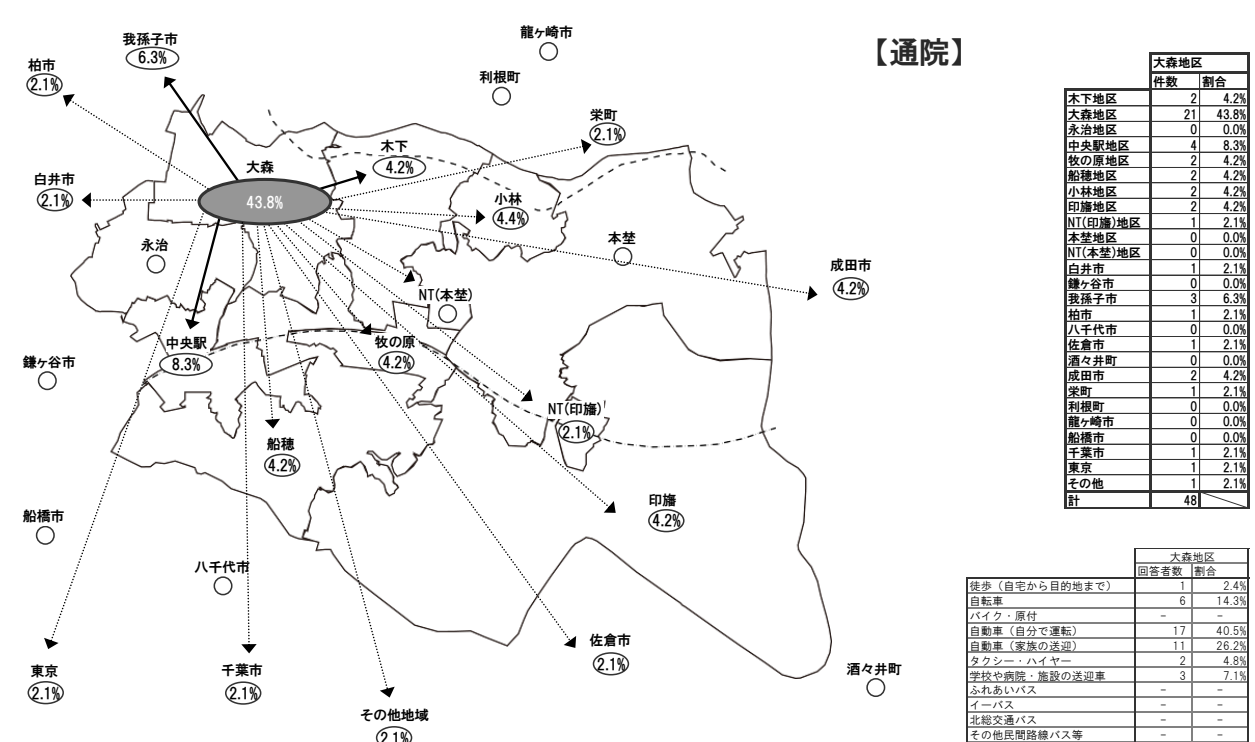 【通院】
龍ヶ崎市
我孫子市
6.3%
柏市
2.1%
利根町
栄町
2.1%
木下
4.2%
大森
43.8%
白井市
2.1%
小林
4.4%
本埜
永治
成田市
4.2%
NT(本埜)
中央駅
8.3%
牧の原
4.2%
鎌ヶ谷市
NT(印旛)
2.1%
船穂
4.2%
印旛
4.2%
船橋市
八千代市
佐倉市
2.1%
東京
2.1%
千葉市
2.1%
酒々井町
その他地域
2.1%
大森地区
件数 割合
木下地区 2 4.2%
大森地区 21 43.8%
永治地区 0 0.0%
中央駅地区 4 8.3%
牧の原地区 2 4.2%
船穂地区 2 4.2%
小林地区 2 4.2%
印旛地区 2 4.2%
NT(印旛)地区 1 2.1%
本埜地区 0 0.0%
NT(本埜)地区 0 0.0%
白井市 1 2.1%
鎌ヶ谷市 0 0.0%
我孫子市 3 6.3%
柏市 1 2.1%
八千代市 0 0.0%
佐倉市 1 2.1%
酒々井町 0 0.0%
成田市 2 4.2%
栄町 1 2.1%
利根町 0 0.0%
龍ヶ崎市 0 0.0%
船橋市 0 0.0%
千葉市 1 2.1%
東京 1 2.1%
その他 1 2.1%
計 48
大森地区
回答者数 割合
徒歩（自宅から目的地まで） 1 2.4%
自転車 6 14.3%
バイク・原付 - -
自動車（自分で運転） 17 40.5%
自動車（家族の送迎） 11 26.2%
タクシー・ハイヤー 2 4.8%
学校や病院・施設の送迎車 3 7.1%
ふれあいバス - -
イーバス - -
北総交通バス - -
その他民間路線バス等 - -